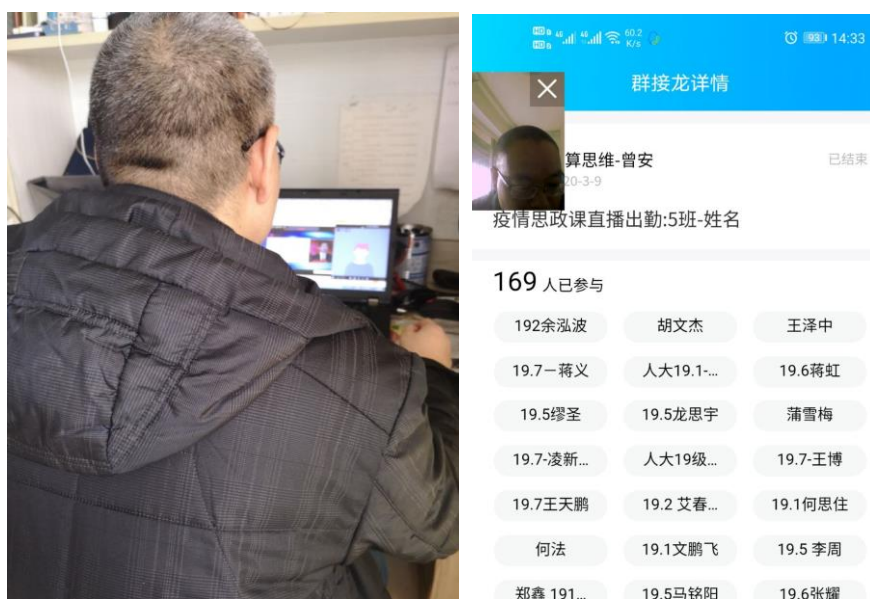 60.2
K/s
93
14:33
群接龙详情
算思维-曾安
已结束
20-3-9
疫情思政课直播出勤:5班-姓名
169 人已参与
192余泓波 胡文杰 王泽中
19.7－蒋义 人大19.1-... 19.6蒋虹
19.5缪圣 19.5龙思宇 蒲雪梅
19.7-凌新... 人大19级... 19.7-王博
19.7王天鹏 19.2 艾春... 19.1何思住
何法 19.1文鹏飞 19.5 李周
郑鑫 191... 19.5马铭阳 19.6张耀